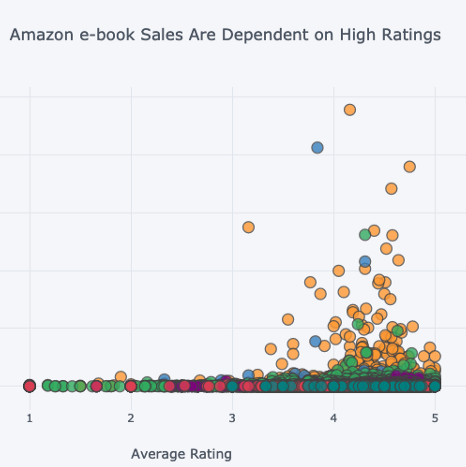 Amazon e-book Sales Are Dependent on High Ratings
1 2 3 4 5
Average Rating